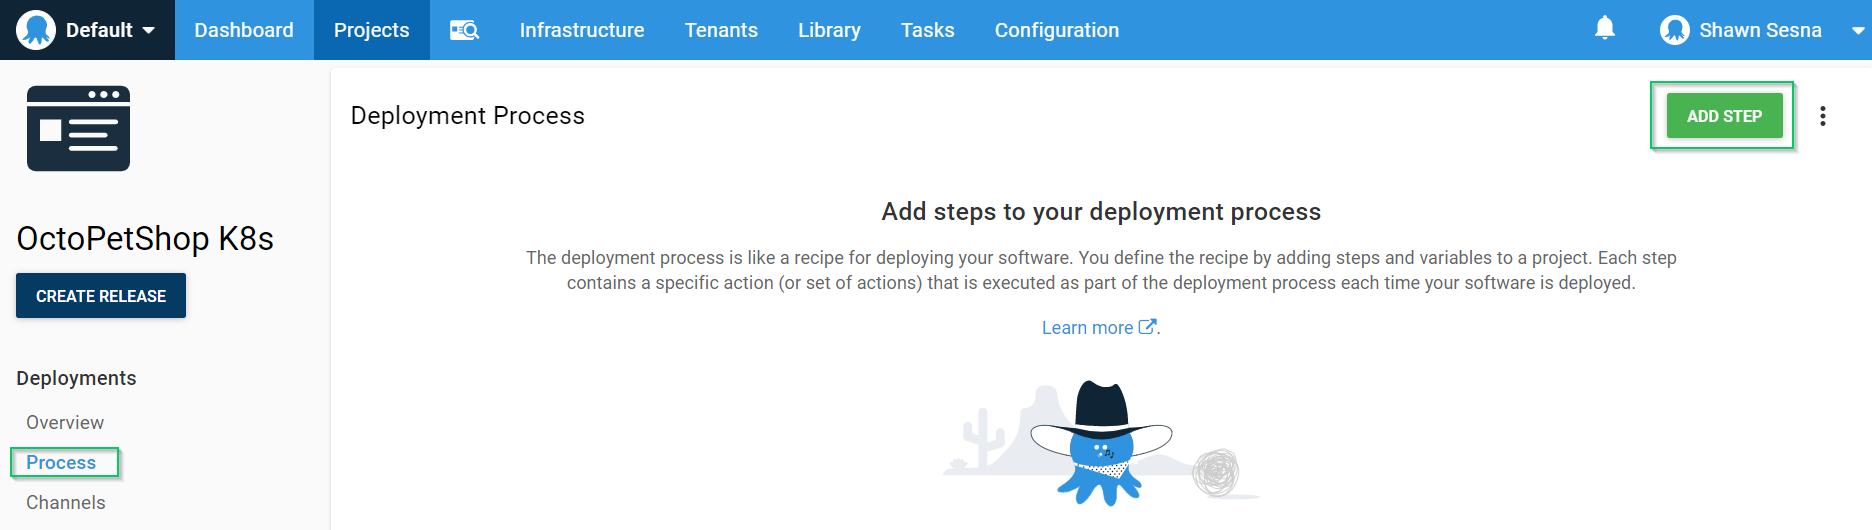 Default Dashboard Projects Infrastructure Tenants Library Tasks Configuration Shawn Sesna
OctoPetShop K8s
CREATE RELEASE
Deployments
Overview
Process
Channels
Deployment Process
ADD STEP
Add steps to your deployment process
The deployment process is like a recipe for deploying your software. You define the recipe by adding steps and variables to a project. Each step
contains a specific action (or set of actions) that is executed as part of the deployment process each time your software is deployed.
Learn more .